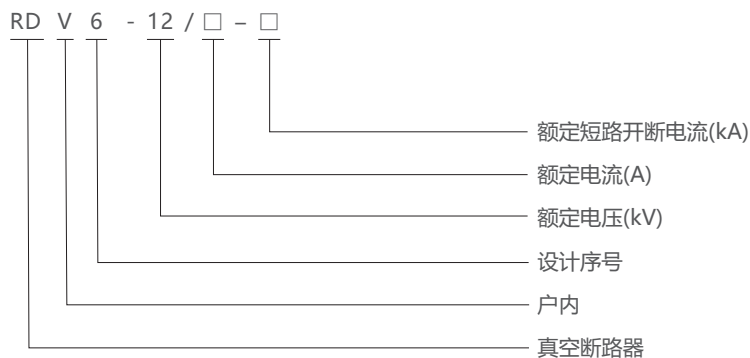 RD V 6 - 12 / □ – □
额定短路开断电流(kA)
额定电流(A)
额定电压(kV)
设计序号
户内
真空断路器